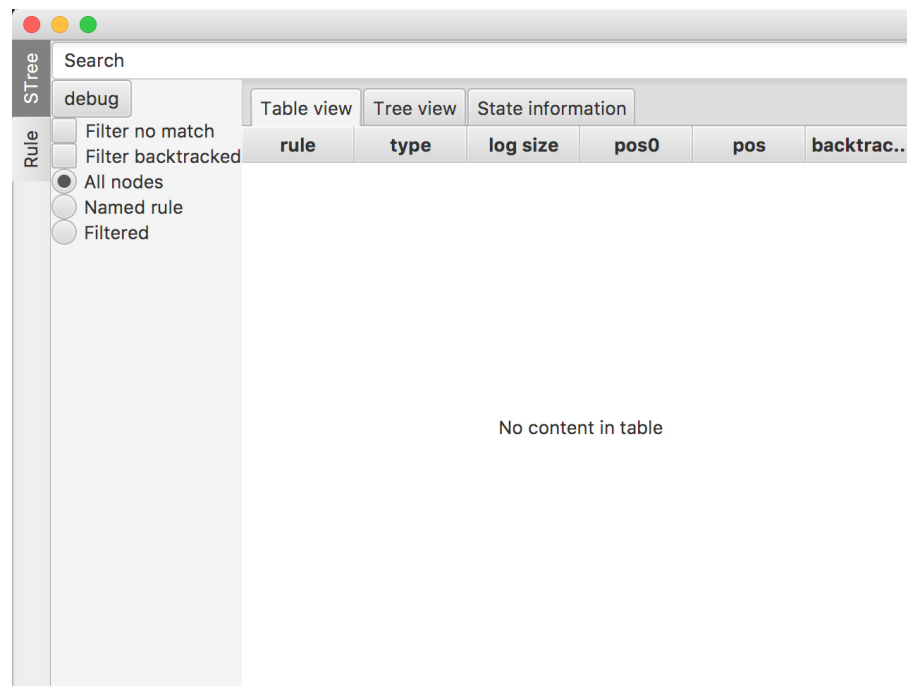 STree
Rule
Search
debug
Filter no match
Filter backtracked
All nodes
Named rule
Filtered
Table view Tree view State information
rule type log size pos0 pos backtrac..
No content in table